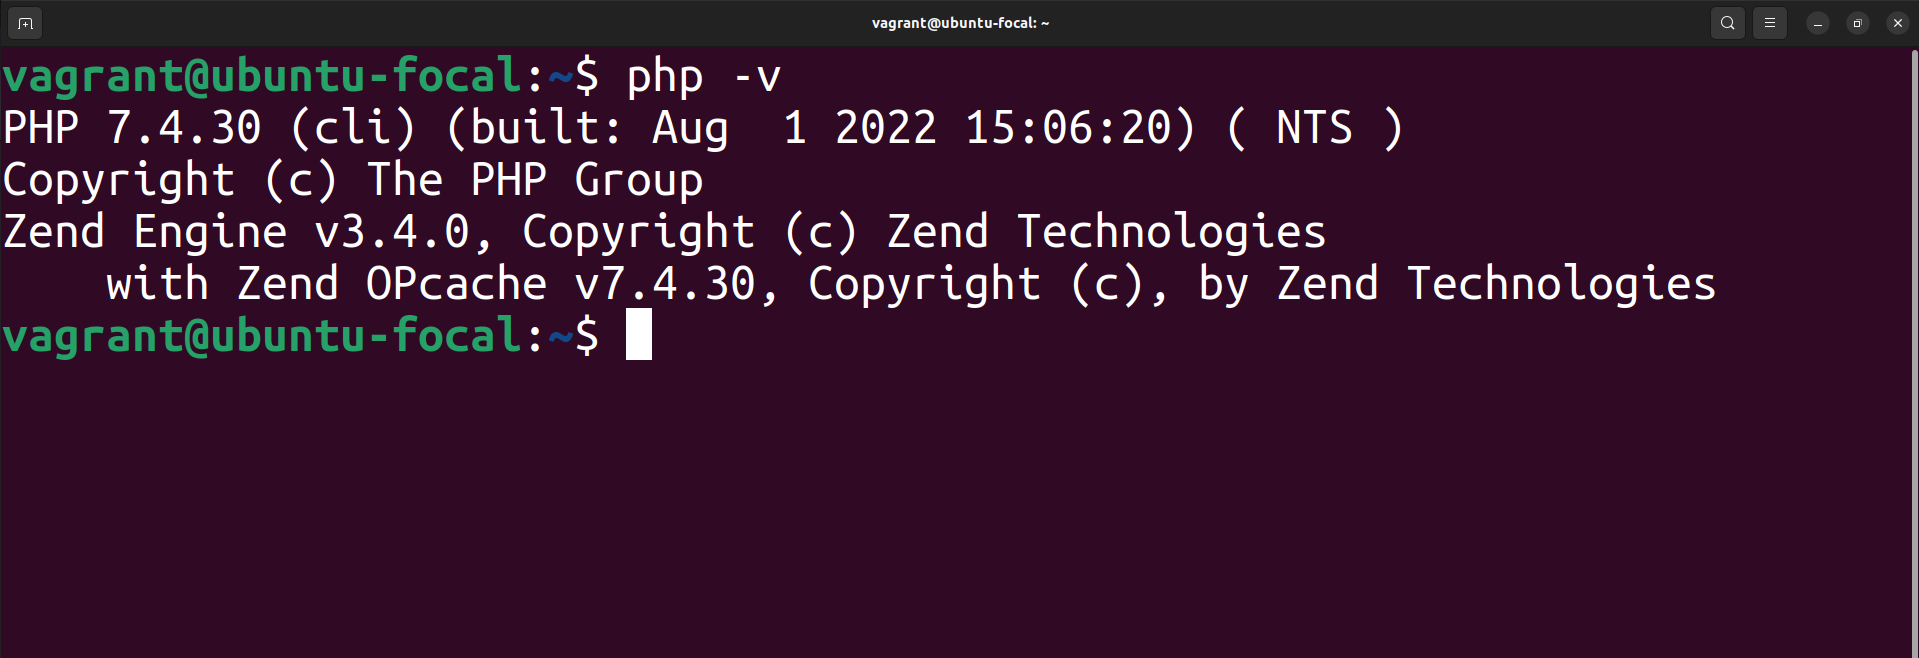 vagrant@ubuntu-focal: ~
vagrant@ubuntu-focal:~$ php -v
PHP 7.4.30 (cli) (built: Aug  1 2022 15:06:20) ( NTS )
Copyright (c) The PHP Group
Zend Engine v3.4.0, Copyright (c) Zend Technologies
    with Zend OPcache v7.4.30, Copyright (c), by Zend Technologies
vagrant@ubuntu-focal:~$